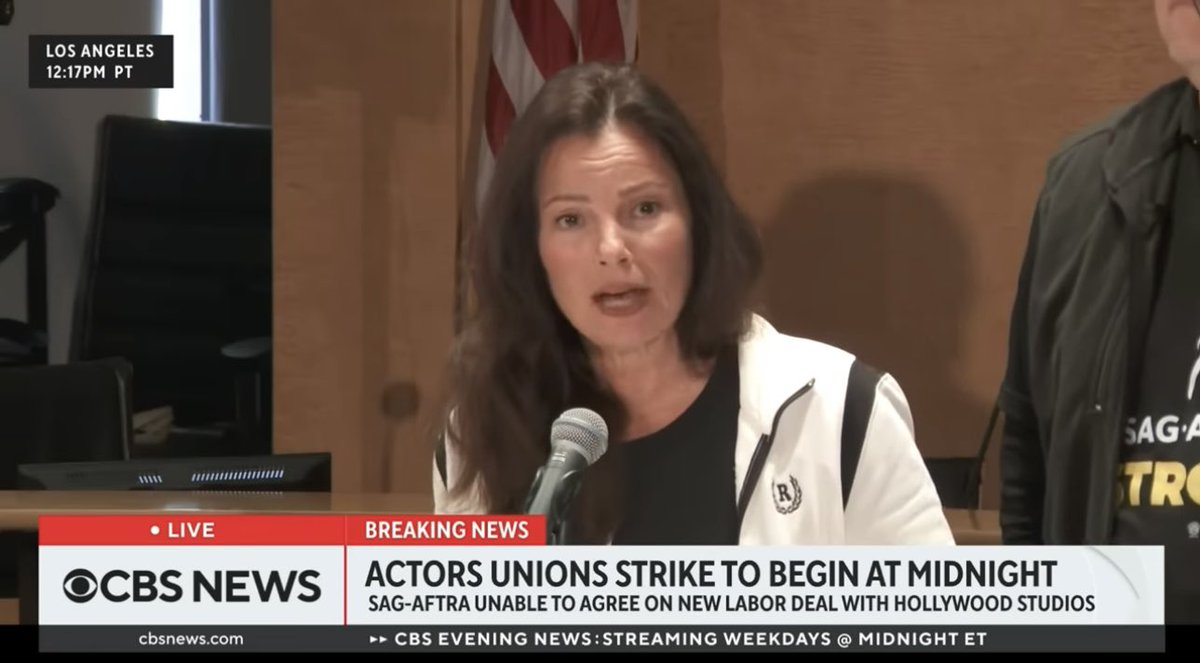 LOS ANGELES
12:17PM PT
R
SAG-A
STRO
• LIVE
BREAKING NEWS
CBS NEWS
ACTORS UNIONS STRIKE TO BEGIN AT MIDNIGHT
SAG-AFTRA UNABLE TO AGREE ON NEW LABOR DEAL WITH HOLLYWOOD STUDIOS
cbsnews.com
▸▸ CBS EVENING NEWS: STREAMING WEEKDAYS @ MIDNIGHT ET